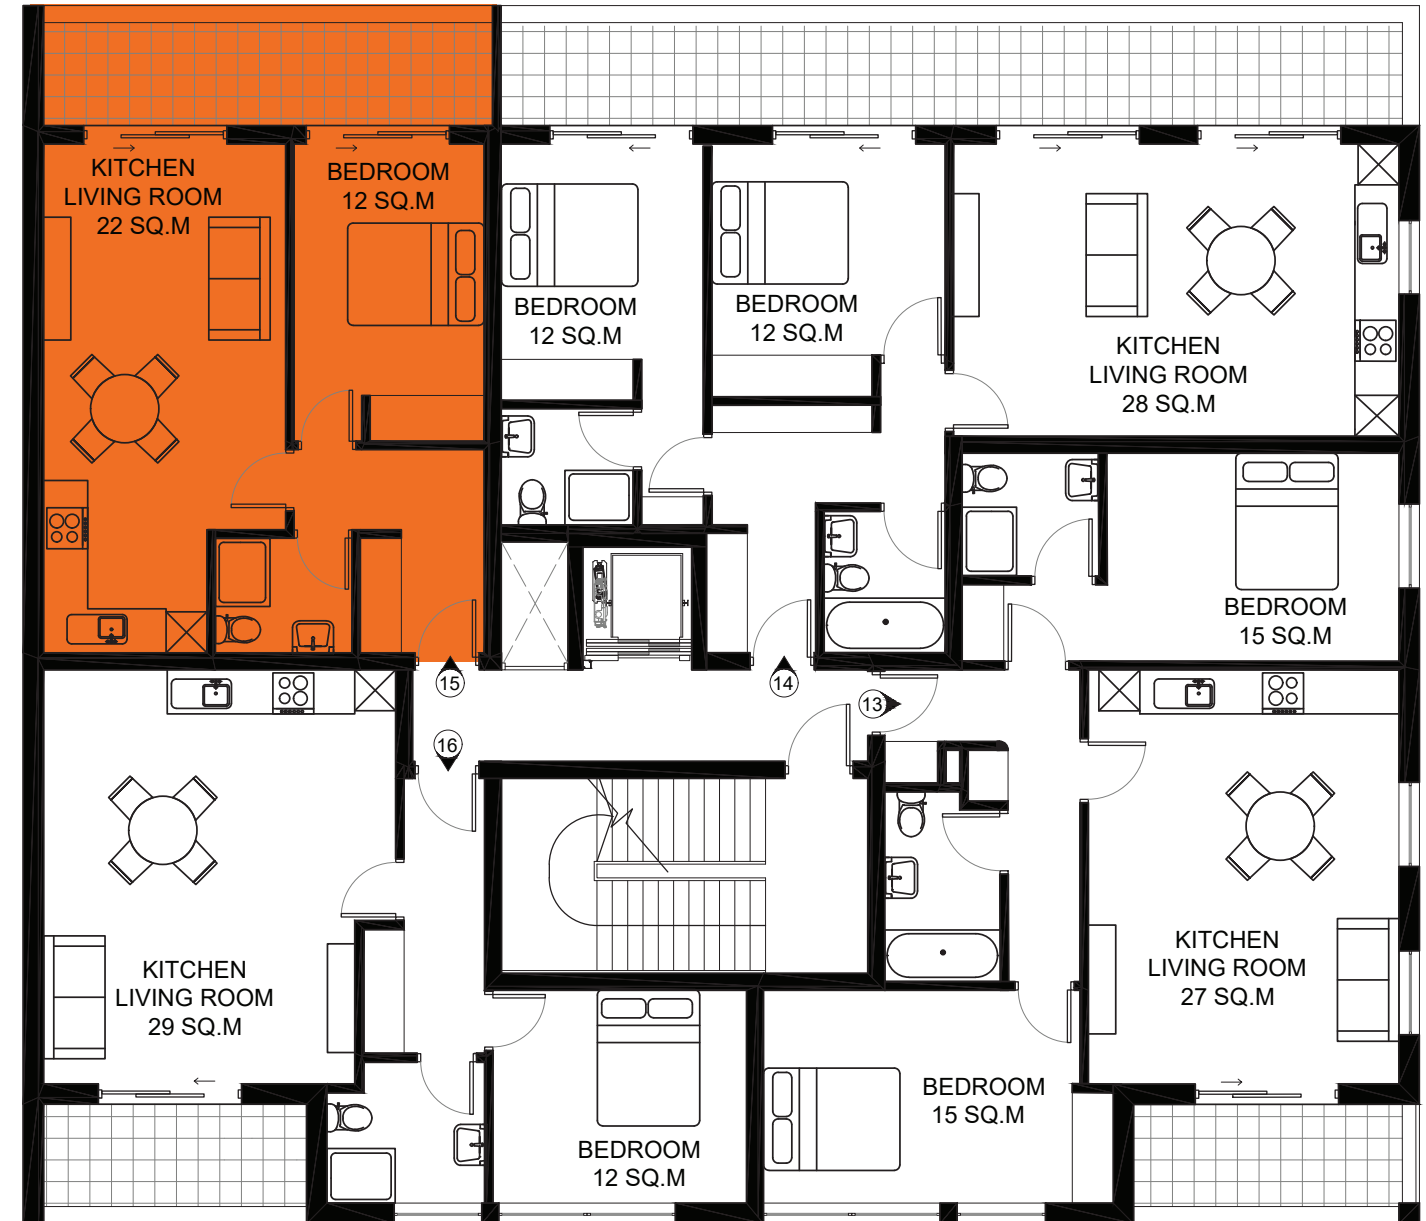 KITCHEN
LIVING ROOM
22 SQ.M
BEDROOM
12 SQ.M
BEDROOM
12 SQ.M
BEDROOM
12 SQ.M
KITCHEN
LIVING ROOM
28 SQ.M
BEDROOM
15 SQ.M
15
14
13
16
KITCHEN
LIVING ROOM
29 SQ.M
KITCHEN
LIVING ROOM
27 SQ.M
BEDROOM
12 SQ.M
BEDROOM
15 SQ.M